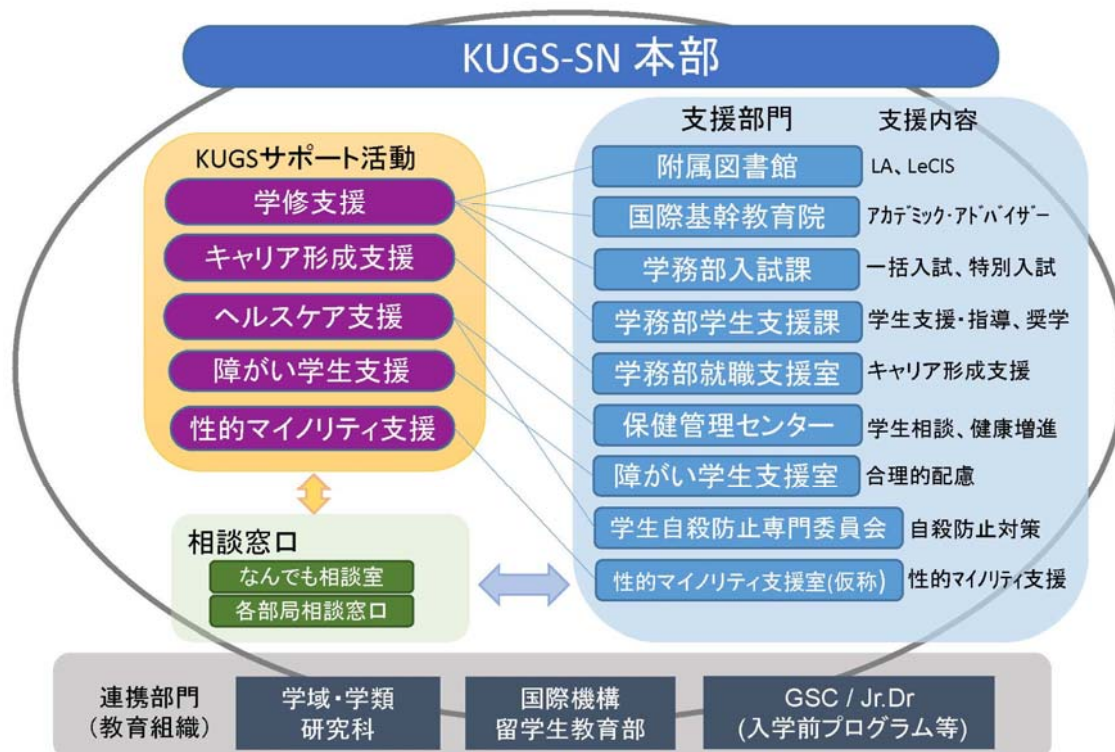 KUGS-SN 本部
KUGSサポート活動
学修支援
キャリア形成支援
ヘルスケア支援
障がい学生支援
性的マイノリティ支援
相談窓口
なんでも相談室
各部局相談窓口
支援部門 支援内容
附属図書館 LA、LeCIS
国際基幹教育院 アカデミック・アドバイザー
学務部入試課 一括入試、特別入試
学務部学生支援課 学生支援・指導、奨学
学務部就職支援室 キャリア形成支援
保健管理センター 学生相談、健康増進
障がい学生支援室 合理的配慮
学生自殺防止専門委員会 自殺防止対策
性的マイノリティ支援室(仮称) 性的マイノリティ支援
連携部門
(教育組織)
学域・学類
研究科
国際機構
留学生教育部
GSC / Jr.Dr
(入学前プログラム等)